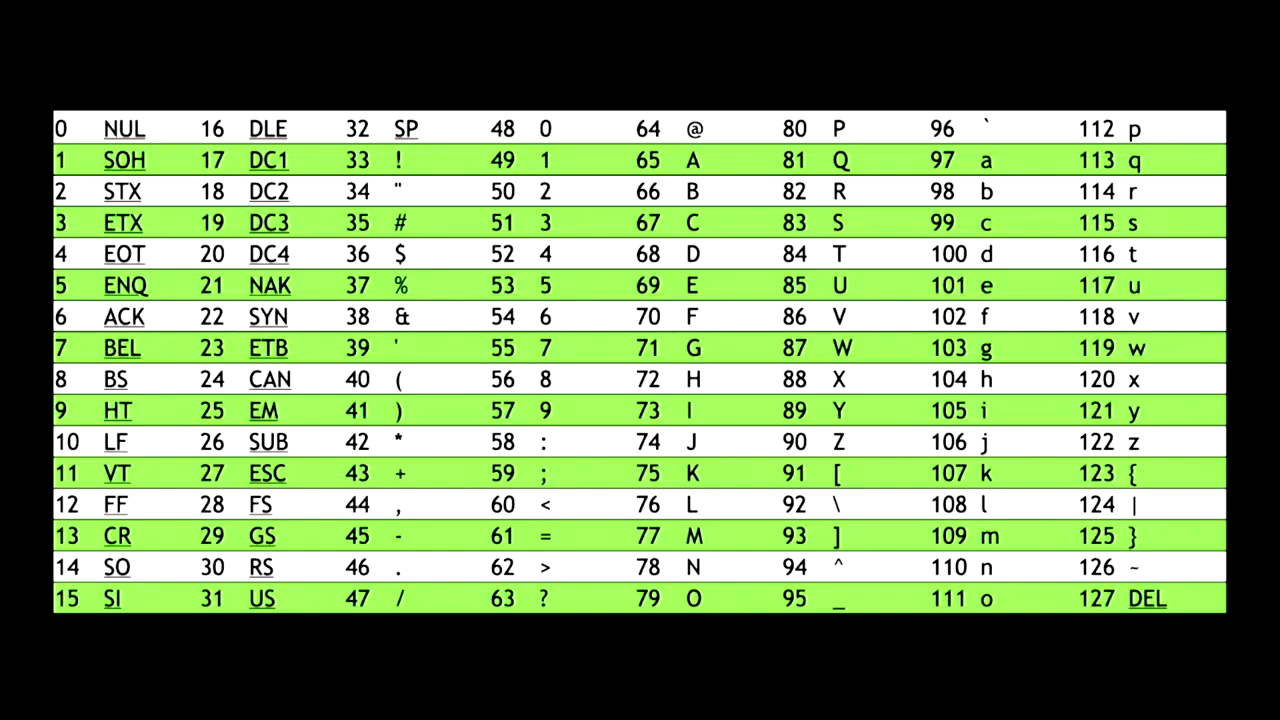 0 NUL 16 DLE 32 SP 48 0 64 @ 80 P 96 ` 112 p
1 SOH 17 DC1 33 ! 49 1 65 A 81 Q 97 a 113 q
2 STX 18 DC2 34 " 50 2 66 B 82 R 98 b 114 r
3 ETX 19 DC3 35 # 51 3 67 C 83 S 99 c 115 s
4 EOT 20 DC4 36 $ 52 4 68 D 84 T 100 d 116 t
5 ENQ 21 NAK 37 % 53 5 69 E 85 U 101 e 117 u
6 ACK 22 SYN 38 & 54 6 70 F 86 V 102 f 118 v
7 BEL 23 ETB 39 ' 55 7 71 G 87 W 103 g 119 w
8 BS 24 CAN 40 ( 56 8 72 H 88 X 104 h 120 x
9 HT 25 EM 41 ) 57 9 73 I 89 Y 105 i 121 y
10 LF 26 SUB 42 * 58 : 74 J 90 Z 106 j 122 z
11 VT 27 ESC 43 + 59 ; 75 K 91 [ 107 k 123 {
12 FF 28 FS 44 , 60 < 76 L 92 \ 108 l 124 |
13 CR 29 GS 45 - 61 = 77 M 93 ] 109 m 125 }
14 SO 30 RS 46 . 62 > 78 N 94 ^ 110 n 126 ~
15 SI 31 US 47 / 63 ? 79 O 95 _ 111 o 127 DEL